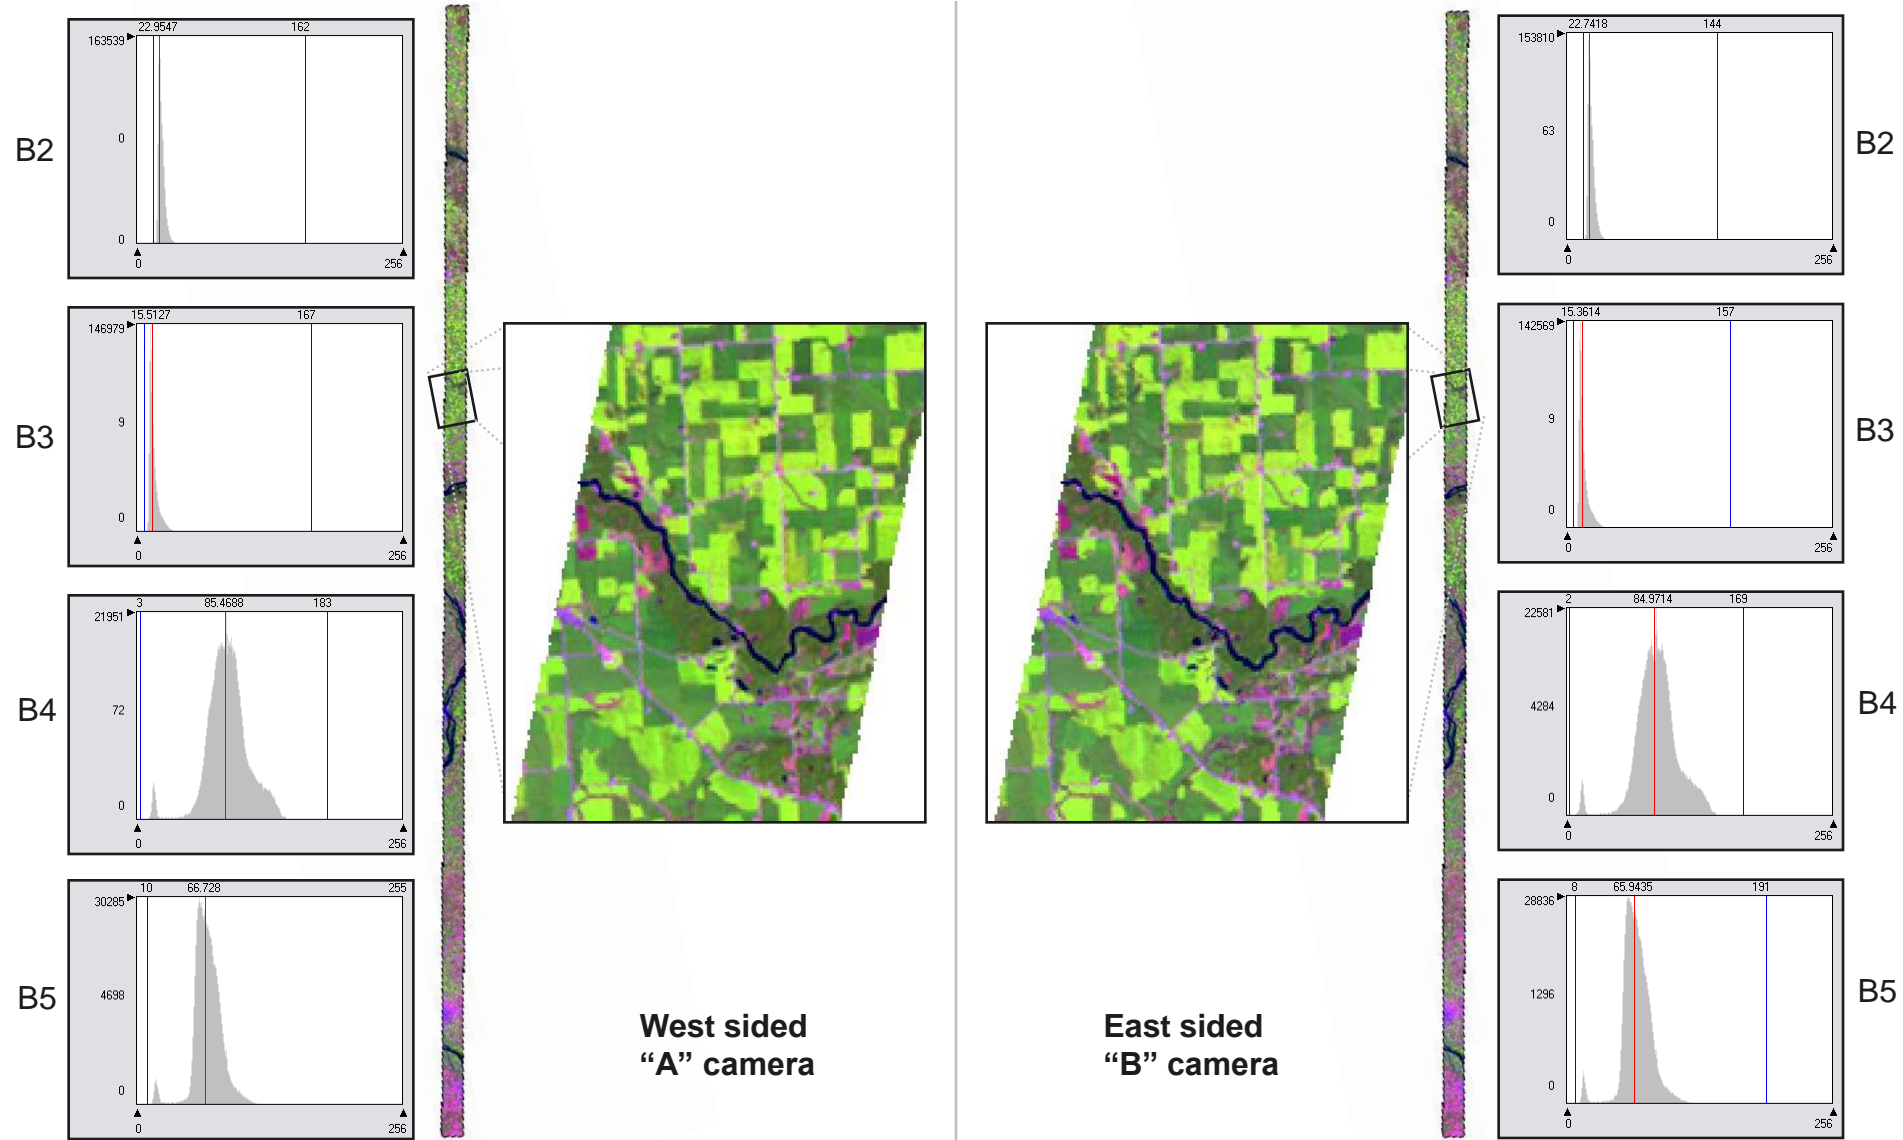 B2
22.9547 162
163539
0
0
0 256
B3
15.5127 167
146979
9
0
0 256
B4
3 85.4688 183
21951
72
0
0 256
B5
10 66.728 255
30285
4698
0
0 256
West sided
“A” camera
East sided
“B” camera
22.7418 144
153810
63
0
0 256
B2
15.3614 157
142569
9
0
0 256
B3
2 84.9714 169
22581
4284
0
0 256
B4
8 65.9435 191
28836
1296
0
0 256
B5